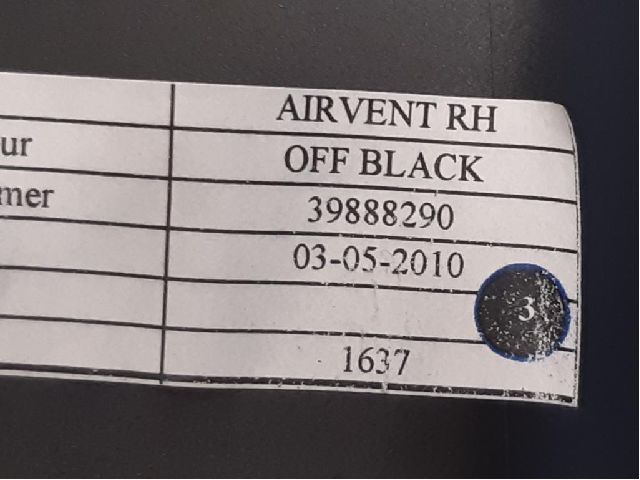 AIRVENT RH
ur OFF BLACK
mer 39888290
03-05-2010
3
1637